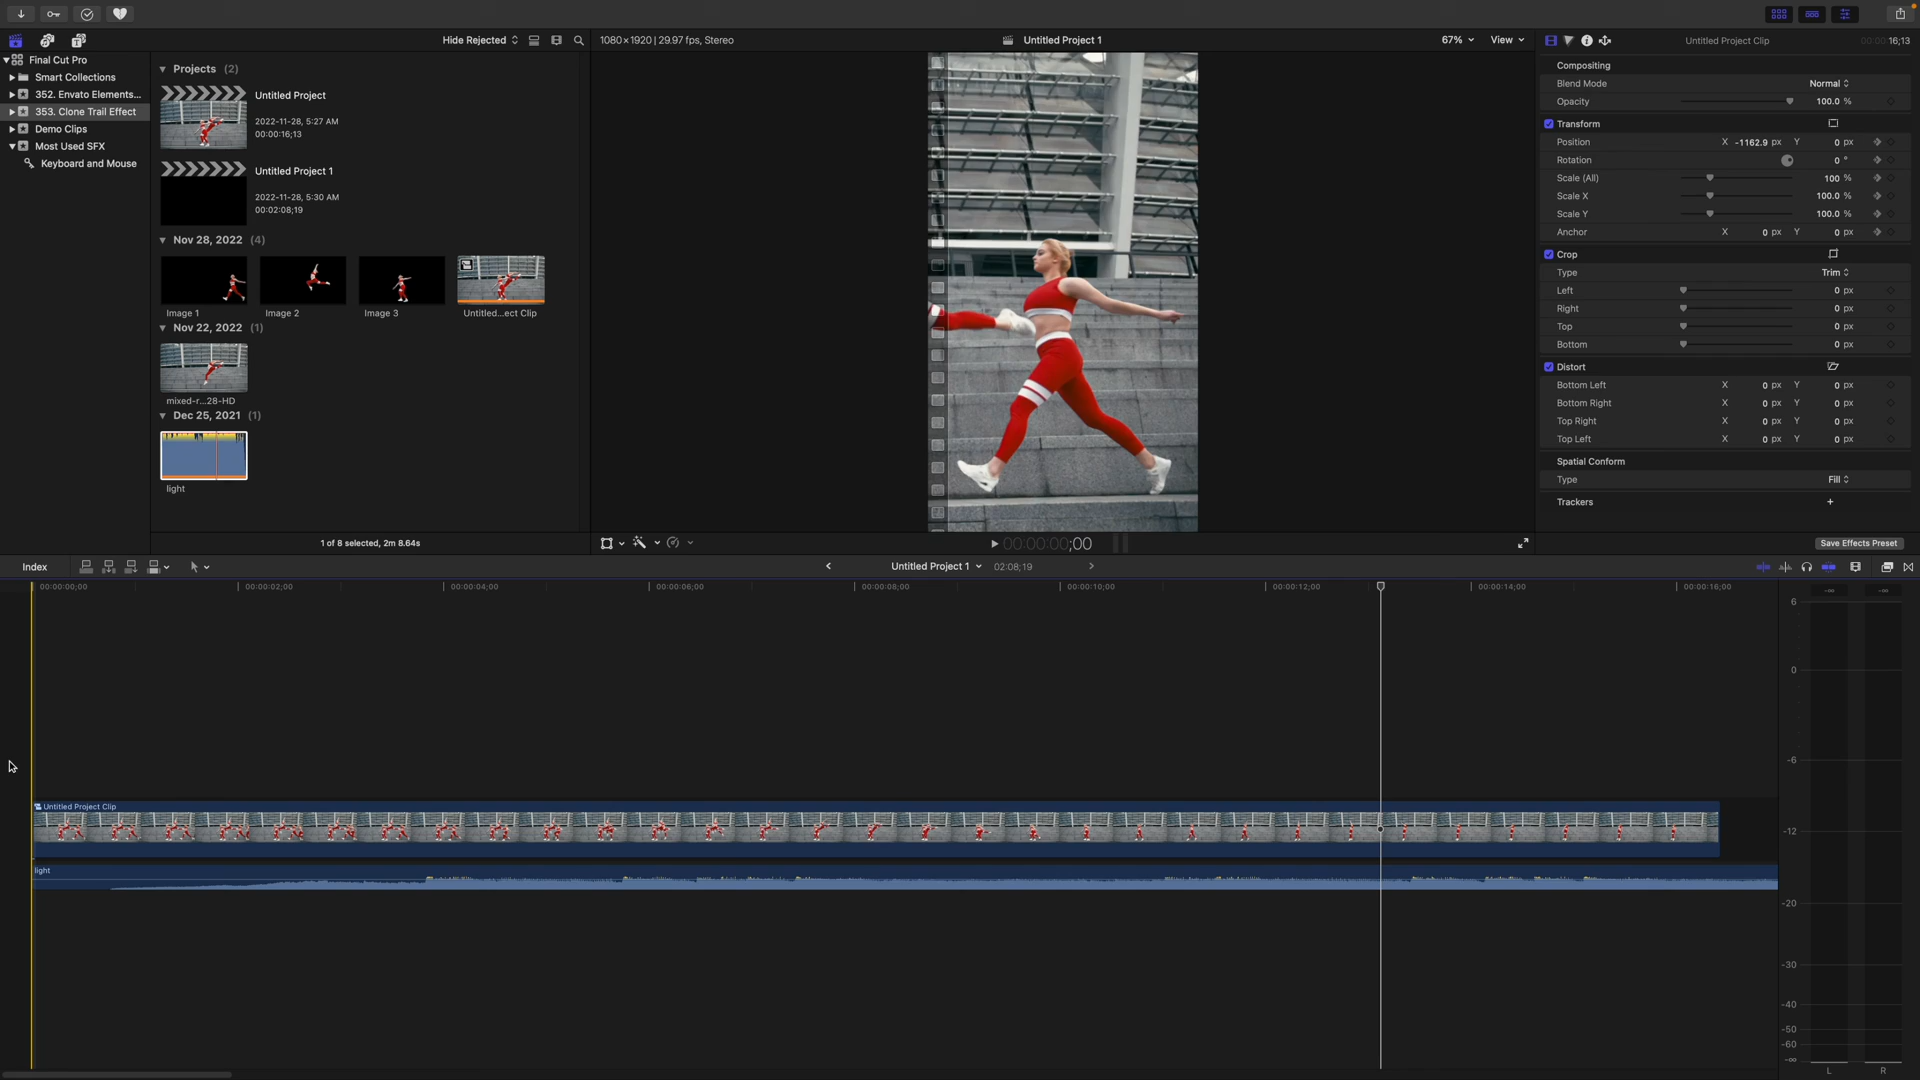 Hide Rejected
1080×1920 | 29.97 fps, Stereo
Untitled Project 1
67%
View
Untitled Project Clip
00:00:16;13
Final Cut Pro
Smart Collections
352. Envato Elements...
353. Clone Trail Effect
Demo Clips
Most Used SFX
Keyboard and Mouse
Projects (2)
Untitled Project
2022-11-28, 5:27 AM
00:00:16;13
Untitled Project 1
2022-11-28, 5:30 AM
00:02:08;19
Nov 28, 2022 (4)
Image 1
Image 2
Image 3
Untitled...ect Clip
Nov 22, 2022 (1)
mixed-r...28-HD
Dec 25, 2021 (1)
light
1 of 8 selected, 2m 8.64s
00:00:00;00
Compositing
Blend Mode Normal
Opacity 100.0 %
Transform
Position X -1162.9 px Y 0 px
Rotation 0 °
Scale (All) 100 %
Scale X 100.0 %
Scale Y 100.0 %
Anchor X 0 px Y 0 px
Crop
Type Trim
Left 0 px
Right 0 px
Top 0 px
Bottom 0 px
Distort
Bottom Left X 0 px Y 0 px
Bottom Right X 0 px Y 0 px
Top Right X 0 px Y 0 px
Top Left X 0 px Y 0 px
Spatial Conform
Type Fill
Trackers +
Save Effects Preset
Index
Untitled Project 1
02:08;19
00:00:00;00 00:00:02;00 00:00:04;00 00:00:06;00 00:00:08;00 00:00:10;00 00:00:12;00 00:00:14;00 00:00:16;00
Untitled Project Clip
light
-∞ -∞
6
0
-6
-12
-20
-30
-40
-50
-60
-∞
L R